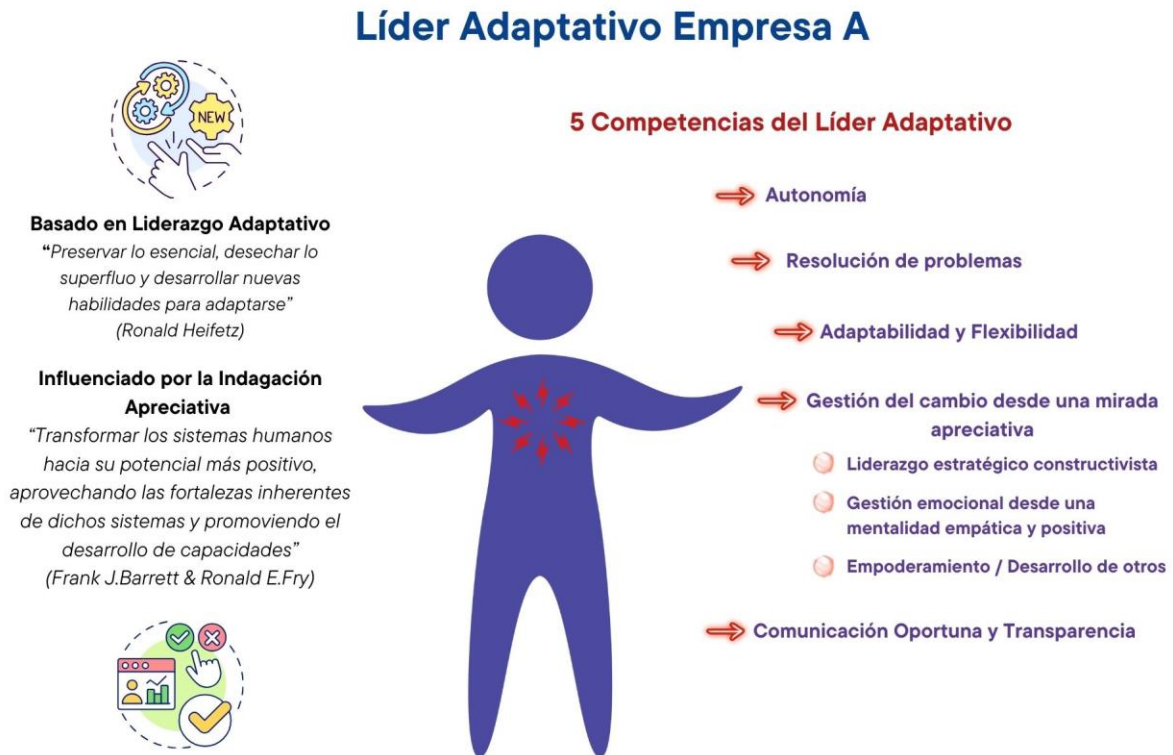 Líder Adaptativo Empresa A
NEW
Basado en Liderazgo Adaptativo
“Preservar lo esencial, desechar lo
superfluo y desarrollar nuevas
habilidades para adaptarse”
(Ronald Heifetz)
Influenciado por la Indagación
Apreciativa
“Transformar los sistemas humanos
hacia su potencial más positivo,
aprovechando las fortalezas inherentes
de dichos sistemas y promoviendo el
desarrollo de capacidades”
(Frank J.Barrett & Ronald E.Fry)
5 Competencias del Líder Adaptativo
Autonomía
Resolución de problemas
Adaptabilidad y Flexibilidad
Gestión del cambio desde una mirada
apreciativa
Liderazgo estratégico constructivista
Gestión emocional desde una
mentalidad empática y positiva
Empoderamiento / Desarrollo de otros
Comunicación Oportuna y Transparencia